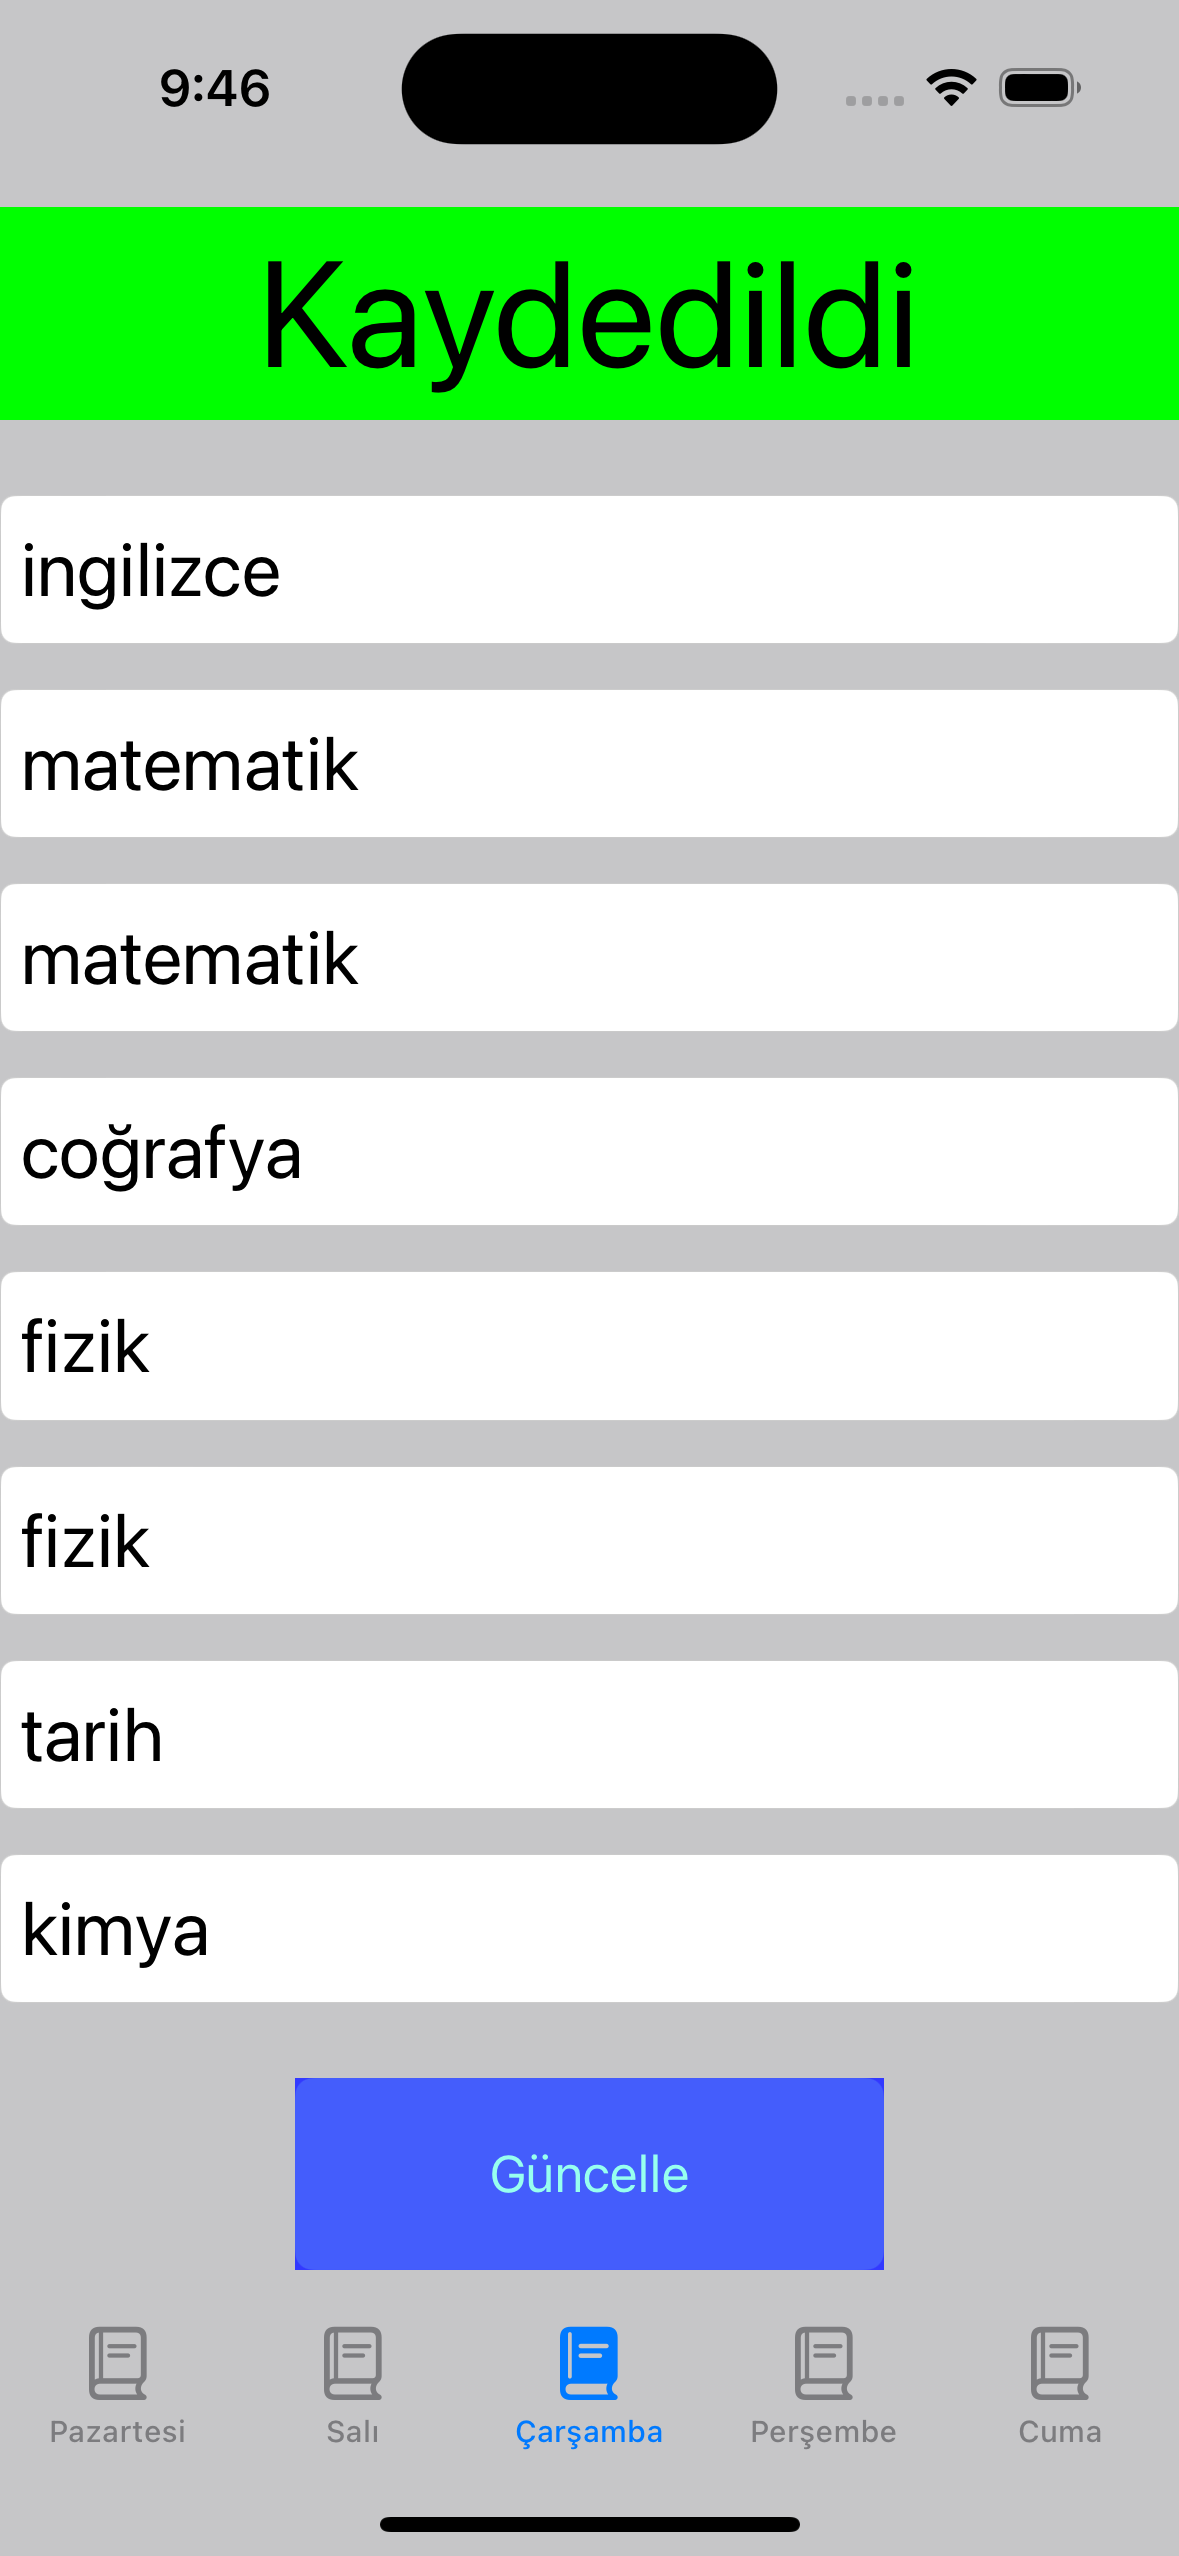 9:46
Kaydedildi
ingilizce
matematik
matematik
coğrafya
fizik
fizik
tarih
kimya
Güncelle
Pazartesi
Salı
Çarşamba
Perşembe
Cuma